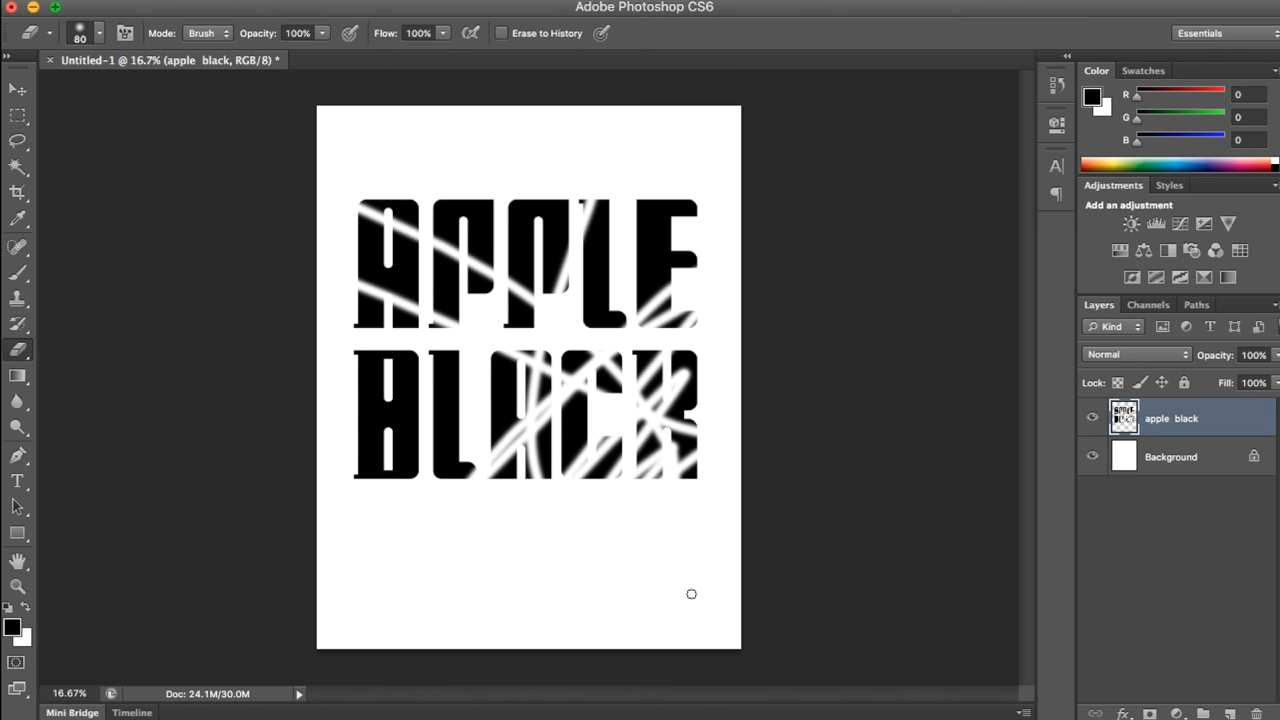 Adobe Photoshop CS6
80
Mode: Brush Opacity: 100% Flow: 100% Erase to History Essentials
Untitled-1 @ 16.7% (apple black, RGB/8) *
Color Swatches
R 0
G 0
B 0
Adjustments Styles
Add an adjustment
Layers Channels Paths
Kind
Normal Opacity: 100%
Lock: Fill: 100%
apple black
Background
APPLE
BLACK
16.67% Doc: 24.1M/30.0M
Mini Bridge Timeline